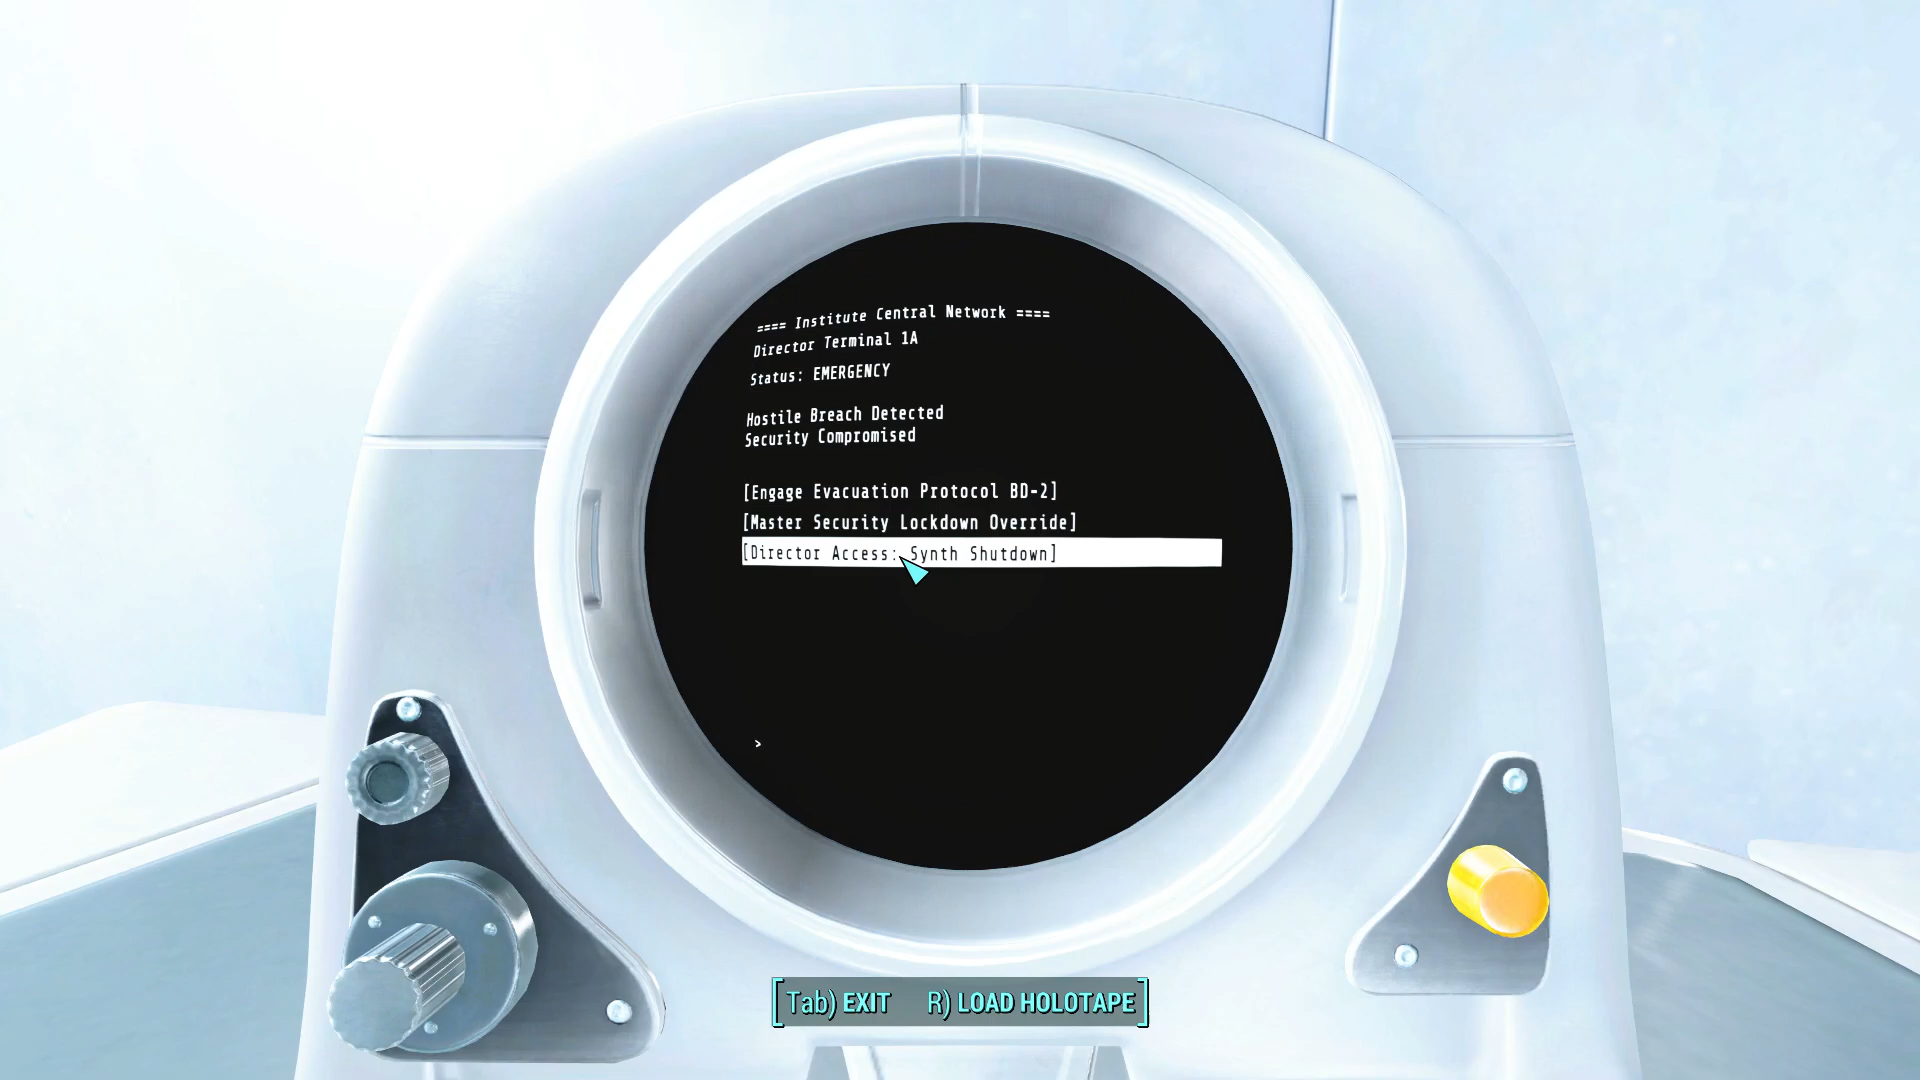 ==== Institute Central Network ====
Director Terminal 1A
Status: EMERGENCY
Hostile Breach Detected
Security Compromised
[Engage Evacuation Protocol BD-2]
[Master Security Lockdown Override]
[Director Access: Synth Shutdown]
>
[Tab) EXIT R) LOAD HOLOTAPE]